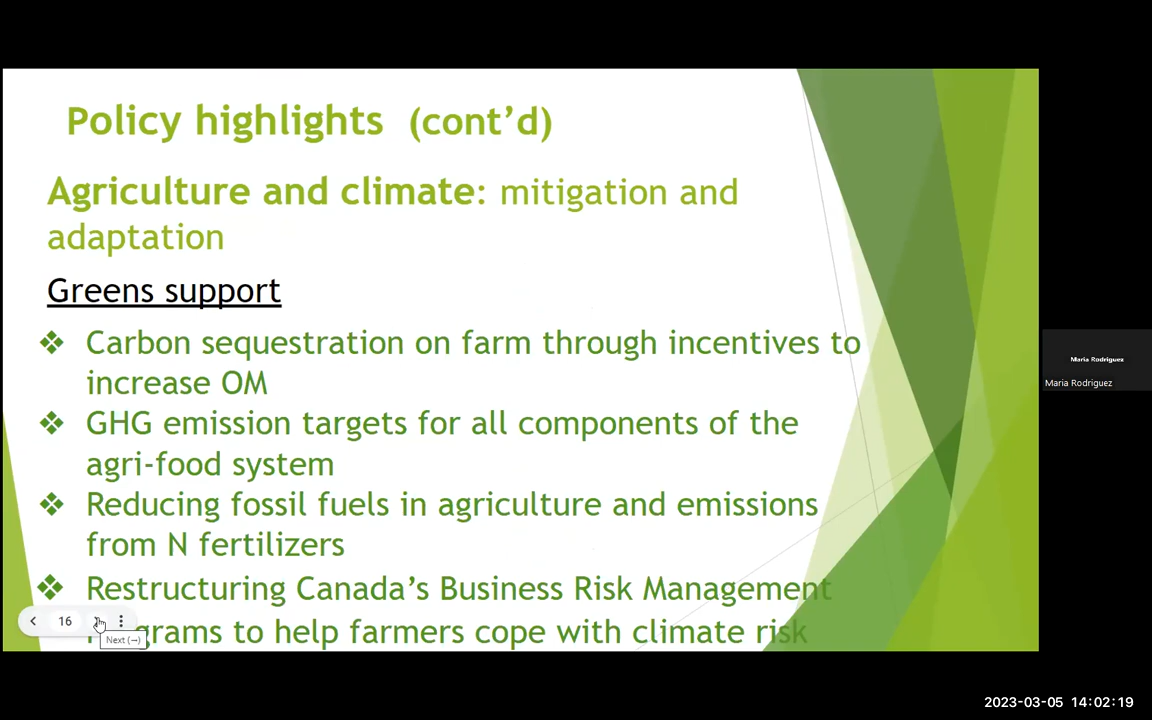 Policy highlights (cont’d)
Agriculture and climate: mitigation and
adaptation
Greens support
❖ Carbon sequestration on farm through incentives to
increase OM
❖ GHG emission targets for all components of the
agri-food system
❖ Reducing fossil fuels in agriculture and emissions
from N fertilizers
❖ Restructuring Canada’s Business Risk Management
to help farmers cope with climate risk
16
Next (→)
Maria Rodriguez
Maria Rodriguez
2023-03-05 14:02:19